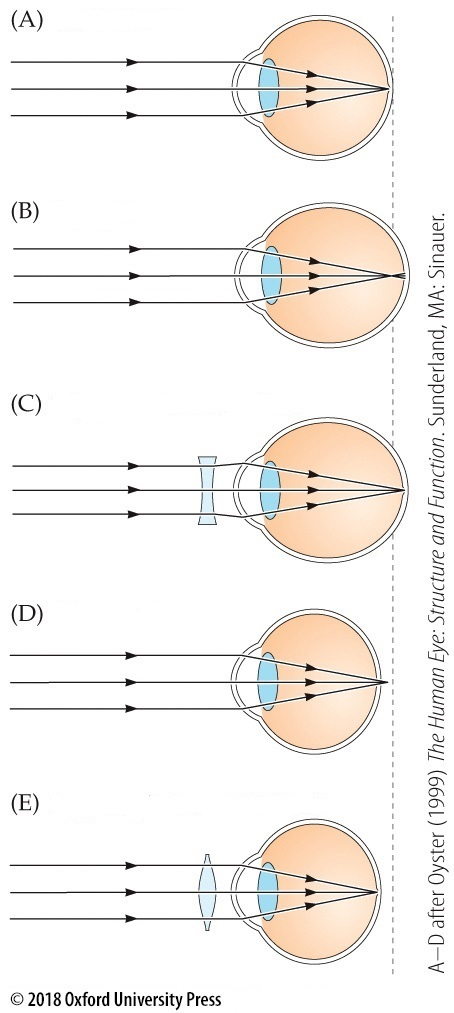 (A)
(B)
(C)
(D)
(E)
A–D after Oyster (1999) The Human Eye: Structure and Function. Sunderland, MA: Sinauer.
© 2018 Oxford University Press